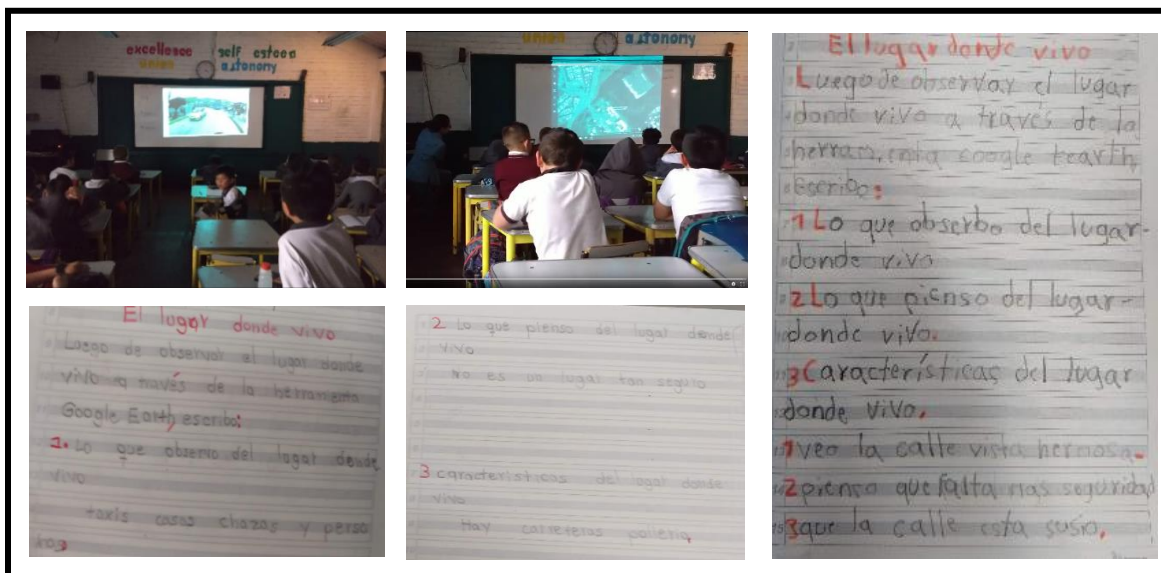 excellence self esteem
union autonomy
union autonomy
El lugar donde vivo
Luego de observar el lugar
donde vivo a través de la
herramienta Google Earth,
Escribo:
1 Lo que obserbo del lugar-
donde vivo
2 Lo que pienso del lugar-
donde vivo.
3 Características del lugar
donde vivo.
1 veo la calle vista hermosa.
2 pienso que falta mas seguridad
3 que la calle esta susio.
El lugar donde vivo
Luego de observar el lugar donde
vivo a través de la herramienta
Google Earth, escribo:
1. Lo que observo del lugar donde
vivo
taxis casas chazas y perso
nas
2 Lo que pienso del lugar donde
vivo
No es un lugar tan seguro
3 características del lugar donde
vivo
Hay carreteras polleria,